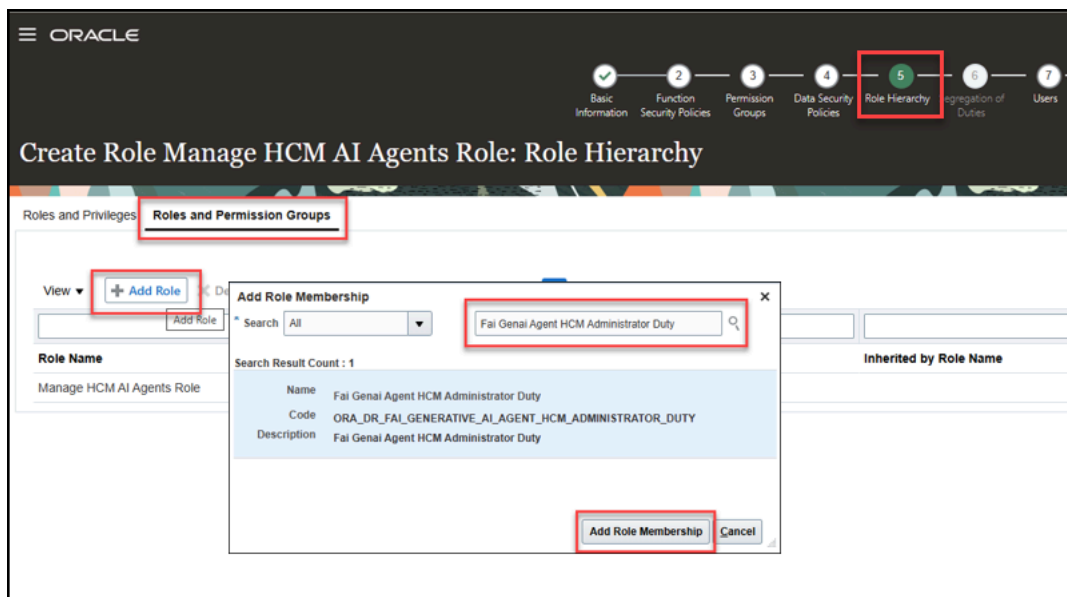 ORACLE
2 3 4 5 6 7
Basic Information
Function Security Policies
Permission Groups
Data Security Policies
Role Hierarchy
egregation of Duties
Users
Create Role Manage HCM AI Agents Role: Role Hierarchy
Roles and Privileges Roles and Permission Groups
View Add Role De
Add Role
Role Name
Inherited by Role Name
Manage HCM AI Agents Role
Add Role Membership
* Search All Fai Genai Agent HCM Administrator Duty
Search Result Count : 1
Name Fai Genai Agent HCM Administrator Duty
Code ORA_DR_FAI_GENERATIVE_AI_AGENT_HCM_ADMINISTRATOR_DUTY
Description Fai Genai Agent HCM Administrator Duty
Add Role Membership Cancel